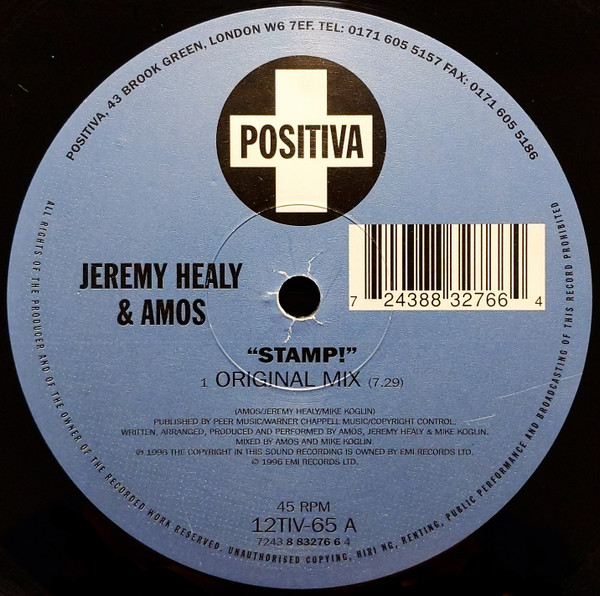 POSITIVA, 43 BROOK GREEN, LONDON W6 7EF. TEL: 0171 605 5157 FAX: 0171 605 5186
POSITIVA
JEREMY HEALY
& AMOS
7 24388 32766 4
"STAMP!"
1 ORIGINAL MIX (7.29)
(AMOS/JEREMY HEALY/MIKE KOGLIN)
PUBLISHED BY PEER MUSIC/WARNER CHAPPELL MUSIC/COPYRIGHT CONTROL.
WRITTEN, ARRANGED, PRODUCED AND PERFORMED BY AMOS, JEREMY HEALY & MIKE KOGLIN.
MIXED BY AMOS AND MIKE KOGLIN.
℗ 1996 THE COPYRIGHT IN THIS SOUND RECORDING IS OWNED BY EMI RECORDS LTD.
© 1996 EMI RECORDS LTD.
45 RPM
12TIV-65 A
7243 8 83276 6 4
ALL RIGHTS OF THE PRODUCER AND OF THE OWNER OF THE RECORDED WORK RESERVED. UNAUTHORISED COPYING, HIRING, RENTING, PUBLIC PERFORMANCE AND BROADCASTING OF THIS RECORD PROHIBITED